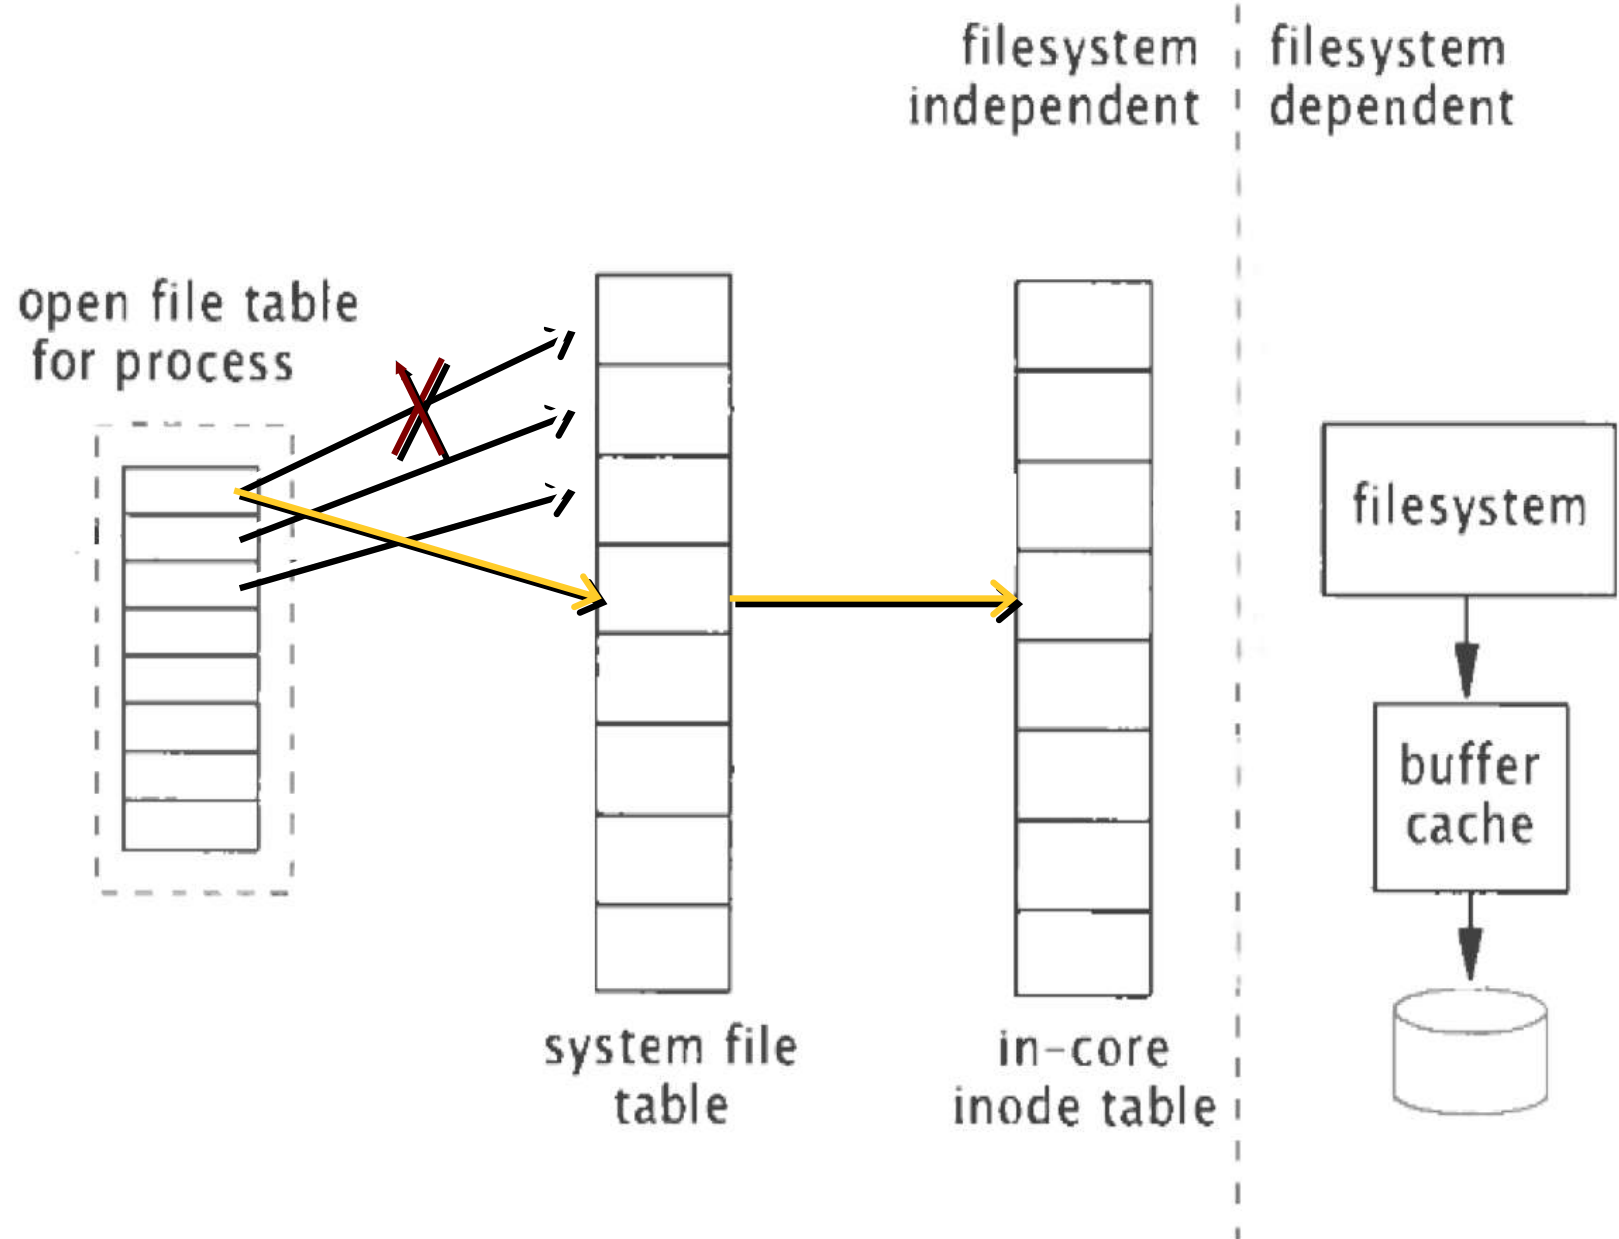 filesystem
independent
filesystem
dependent
open file table
for process
filesystem
buffer
cache
system file
table
in-core
inode table